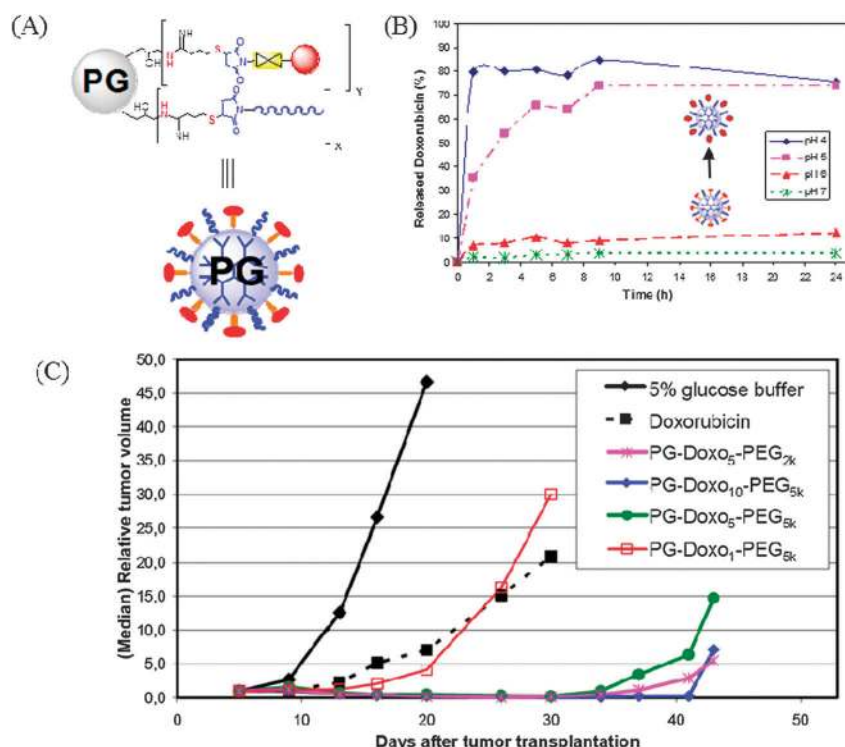 (A)
NH
HO
H
N
S
O
N
O
PG
Y
O
HO
H
N
NH
S
N
O
X
PG
(B)
Released Doxorubicin (%)
100
90
80
70
60
50
40
30
20
10
0
0 2 4 6 8 10 12 14 16 18 20 22 24
Time (h)
pH 4
pH 5
pH 6
pH 7
(C)
(Median) Relative tumor volume
50,0
45,0
40,0
35,0
30,0
25,0
20,0
15,0
10,0
5,0
0,0
0 10 20 30 40 50
Days after tumor transplantation
5% glucose buffer
Doxorubicin
PG-Doxo₅-PEG₂ₖ
PG-Doxo₁₀-PEG₅ₖ
PG-Doxo₅-PEG₅ₖ
PG-Doxo₁-PEG₅ₖ